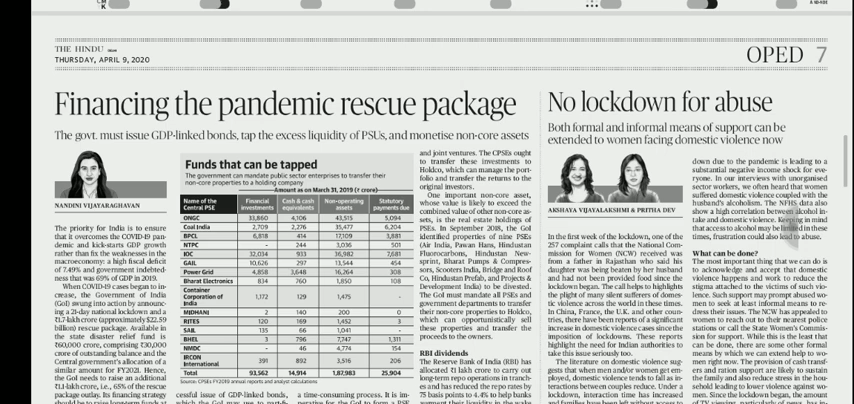 THE HINDU
THURSDAY, APRIL 9, 2020
OPED 7
Financing the pandemic rescue package
The govt. must issue GDP-linked bonds, tap the excess liquidity of PSUs, and monetise non-core assets
NANDINI VIJAYARAGHAVAN
The priority for India is to ensure
that it overcomes the COVID-19 pan-
demic and kick-starts GDP growth
rather than fix the weaknesses in the
macroeconomy: a high fiscal deficit
of 7.49% and government indebted-
ness that was 69% of GDP in 2019.
When COVID-19 cases began to in-
crease, the Government of India
(GoI) swung into action by announc-
ing a 21-day national lockdown and a
₹1.7-lakh crore (approximately $22.59
billion) rescue package. Available in
the state disaster relief fund is
₹60,000 crore, comprising ₹30,000
crore of outstanding balance and the
Central government's allocation of a
similar amount for FY2021. Hence,
the GoI needs to raise an additional
₹1.1-lakh crore, i.e., 65% of the rescue
package outlay. Its financing strategy
Funds that can be tapped
The government can mandate public sector enterprises to transfer their
non-core properties to a holding company
Amount as on March 31, 2019 (₹ crore)
Name of the Central PSE Financial investments Cash & cash equivalents Non-operating assets Statutory payments due
ONGC 33,860 4,106 43,515 5,094
Coal India 2,709 2,276 35,477 6,204
BPCL 6,818 414 17,109 3,881
NTPC - 244 3,036 501
IOC 32,034 933 36,982 7,681
GAIL 10,626 297 13,544 454
Power Grid 4,858 3,648 16,264 308
Bharat Electronics 834 760 1,850 108
Container Corporation of India 1,172 129 1,475 -
MIDHANI 2 140 200 0
RITES 120 169 1,452 3
SAIL 135 66 1,041 -
BHEL 3 796 7,747 1,311
NMDC - 46 4,774 154
IRCON International 391 892 3,516 206
Total 93,562 14,914 1,87,983 25,904
Source: CPSEs FY2019 annual reports and analyst calculations
cessful issue of GDP-linked bonds,
a time-consuming process. It is im-
and joint ventures. The CPSEs ought
to transfer these investments to
Holdco, which can manage the port-
folio and transfer the returns to the
original investors.
One important non-core asset,
whose value is likely to exceed the
combined value of other non-core as-
sets, is the real estate holdings of
PSEs. In September 2018, the GoI
identified properties of nine PSEs
(Air India, Pawan Hans, Hindustan
Fluorocarbons, Hindustan News-
print, Bharat Pumps & Compres-
sors, Scooters India, Bridge and Roof
Co, Hindustan Prefab, and Projects &
Development India) to be divested.
The GoI must mandate all PSEs and
government departments to transfer
their non-core properties to Holdco,
which can opportunistically sell
these properties and transfer the
proceeds to the owners.
RBI dividends
The Reserve Bank of India (RBI) has
allocated ₹1 lakh crore to carry out
long-term repo operations in tranch-
es and has reduced the repo rates by
75 basis points to 4.4% to help banks
No lockdown for abuse
Both formal and informal means of support can be
extended to women facing domestic violence now
AKSHAYA VIJAYALAKSHMI & PRITHA DEV
In the first week of the lockdown, one of the
257 complaint calls that the National Com-
mission for Women (NCW) received was
from a father in Rajasthan who said his
daughter was being beaten by her husband
and had not been provided food since the
lockdown began. The call helps to highlight
the plight of many silent sufferers of domes-
tic violence across the world in these times.
In China, France, the U.K. and other coun-
tries, there have been reports of a significant
increase in domestic violence cases since the
imposition of lockdowns. These reports
highlight the need for Indian authorities to
take this issue seriously too.
The literature on domestic violence sug-
gests that when men and/or women get em-
ployed, domestic violence tends to fall as in-
teractions between couples reduce. Under a
lockdown, interaction time has increased
down due to the pandemic is leading to a
substantial negative income shock for eve-
ryone. In our interviews with unorganised
sector workers, we often heard that women
suffered domestic violence coupled with the
husband's alcoholism. The NFHS data also
show a high correlation between alcohol in-
take and domestic violence. Keeping in mind
that access to alcohol may be limited in these
times, frustration could also lead to abuse.
What can be done?
The most important thing that we can do is
to acknowledge and accept that domestic
violence happens and work to reduce the
stigma attached to the victims of such vio-
lence. Such support may prompt abused wo-
men to seek at least informal means to re-
dress their issues. The NCW has appealed to
women to reach out to their nearest police
stations or call the State Women's Commis-
sion for support. While this is the least that
can be done, there are some other formal
means by which we can extend help to wo-
men right now. The provision of cash trans-
fers and ration support are likely to sustain
the family and also reduce stress in the hou-
sehold leading to lower violence against wo-
men. Since the lockdown began, the amount